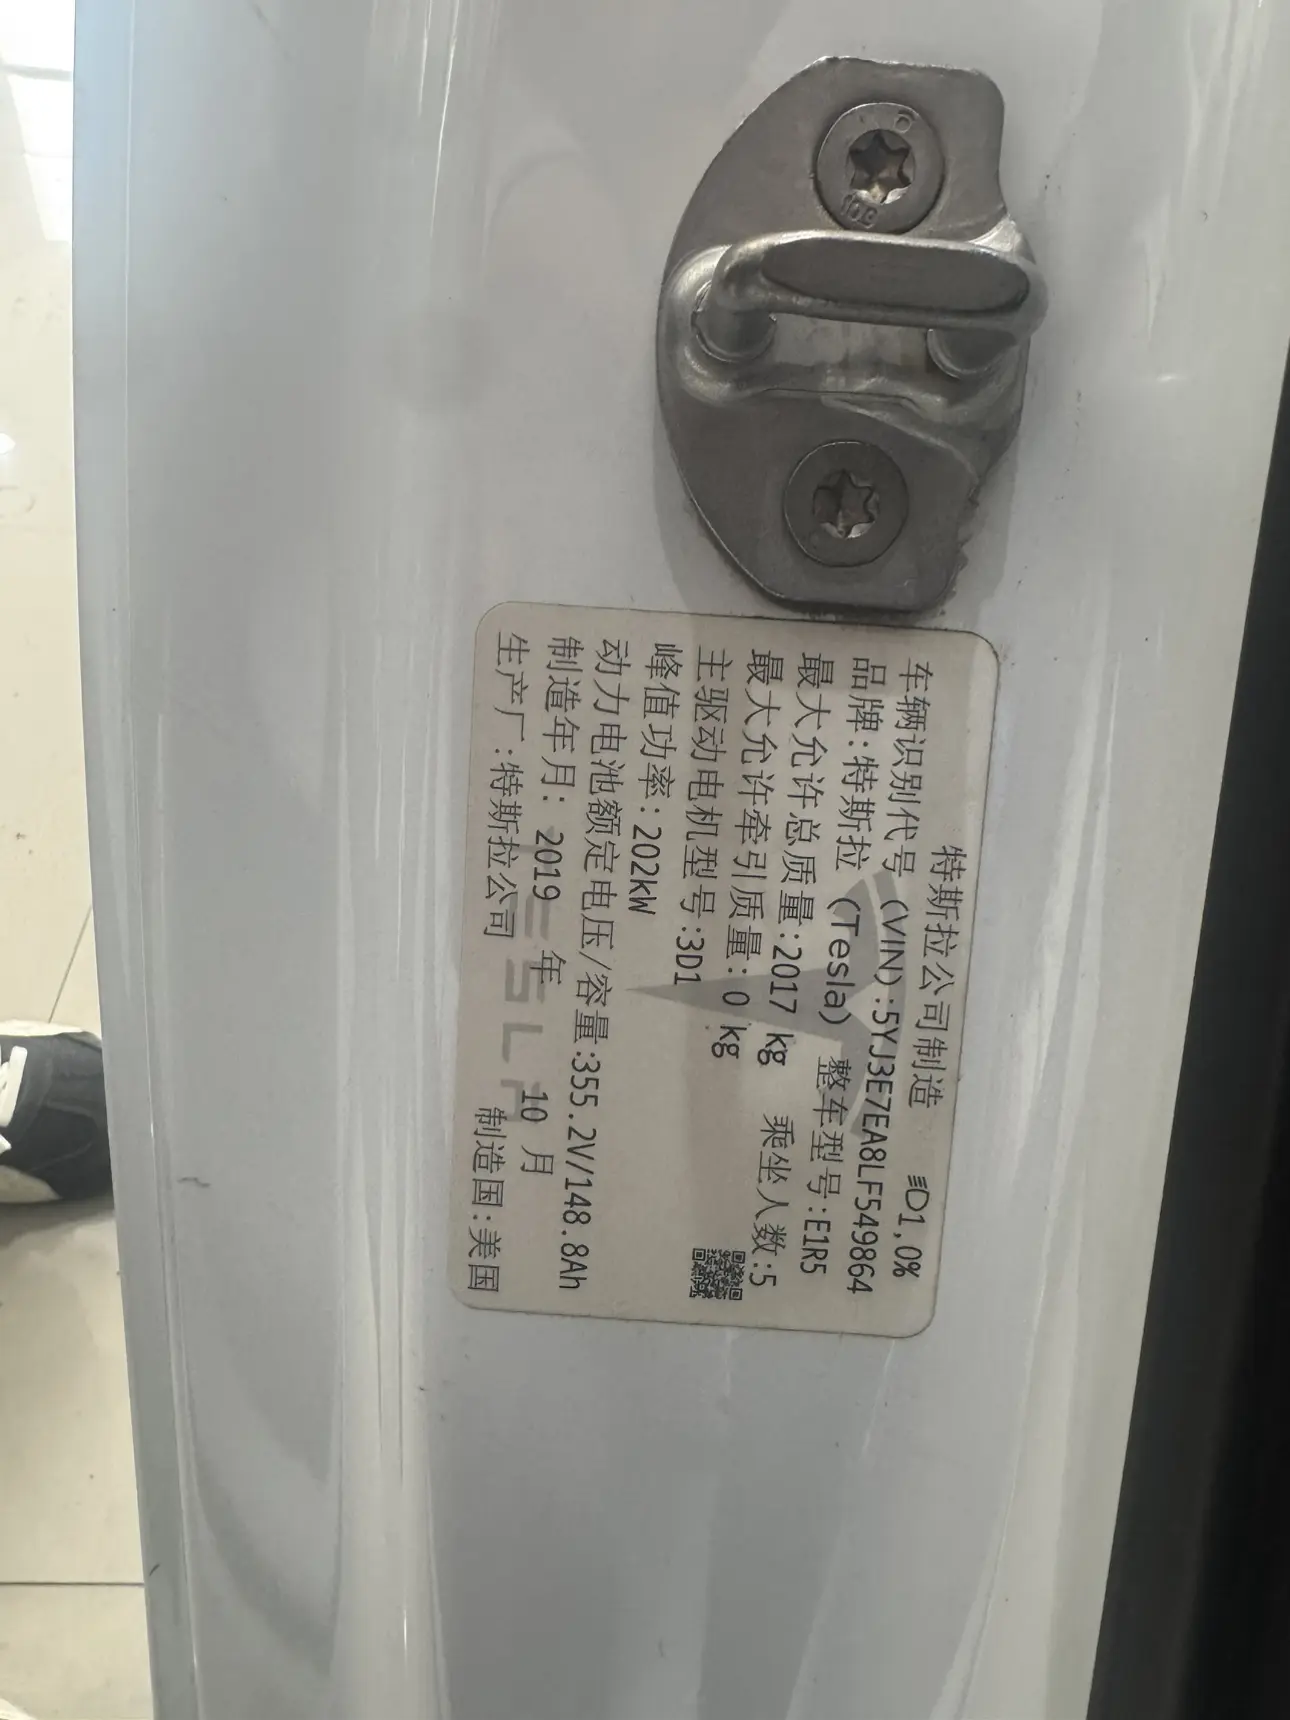 特斯拉公司制造 1,0%
车辆识别代号 (VIN):5YJ3E7EA8LF549864
品牌:特斯拉 (Tesla) 整车型号:E1R5
最大允许总质量:2017 kg 乘坐人数:5
最大允许牵引质量:0 kg
主驱动电机型号:3D1
峰值功率:202kW
动力电池额定电压/容量:355.2V/148.8Ah
制造年月: 2019 年 10 月
生产厂:特斯拉公司 制造国:美国
TESLA
10.9